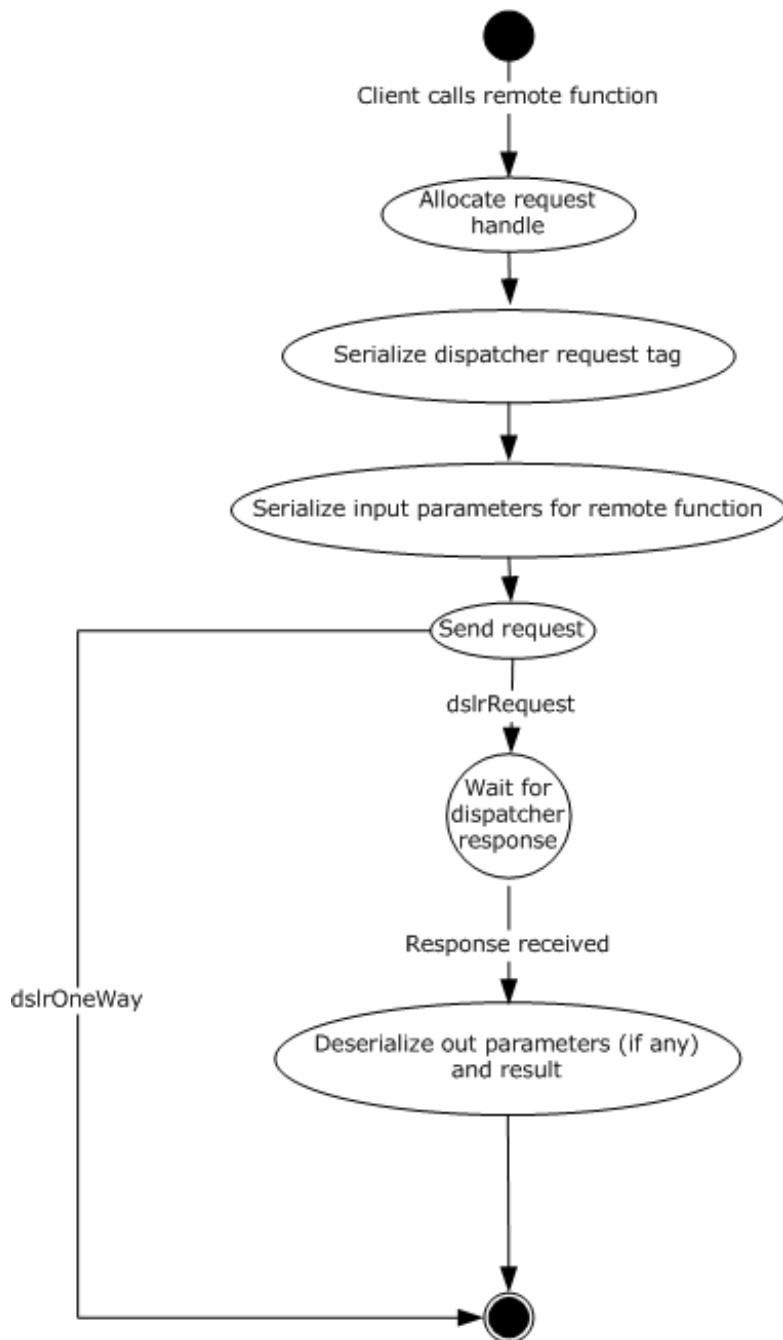 Client calls remote function
Allocate request
handle
Serialize dispatcher request tag
Serialize input parameters for remote function
Send request
dslrRequest
Wait for
dispatcher
response
Response received
dslrOneWay
Deserialize out parameters (if any)
and result